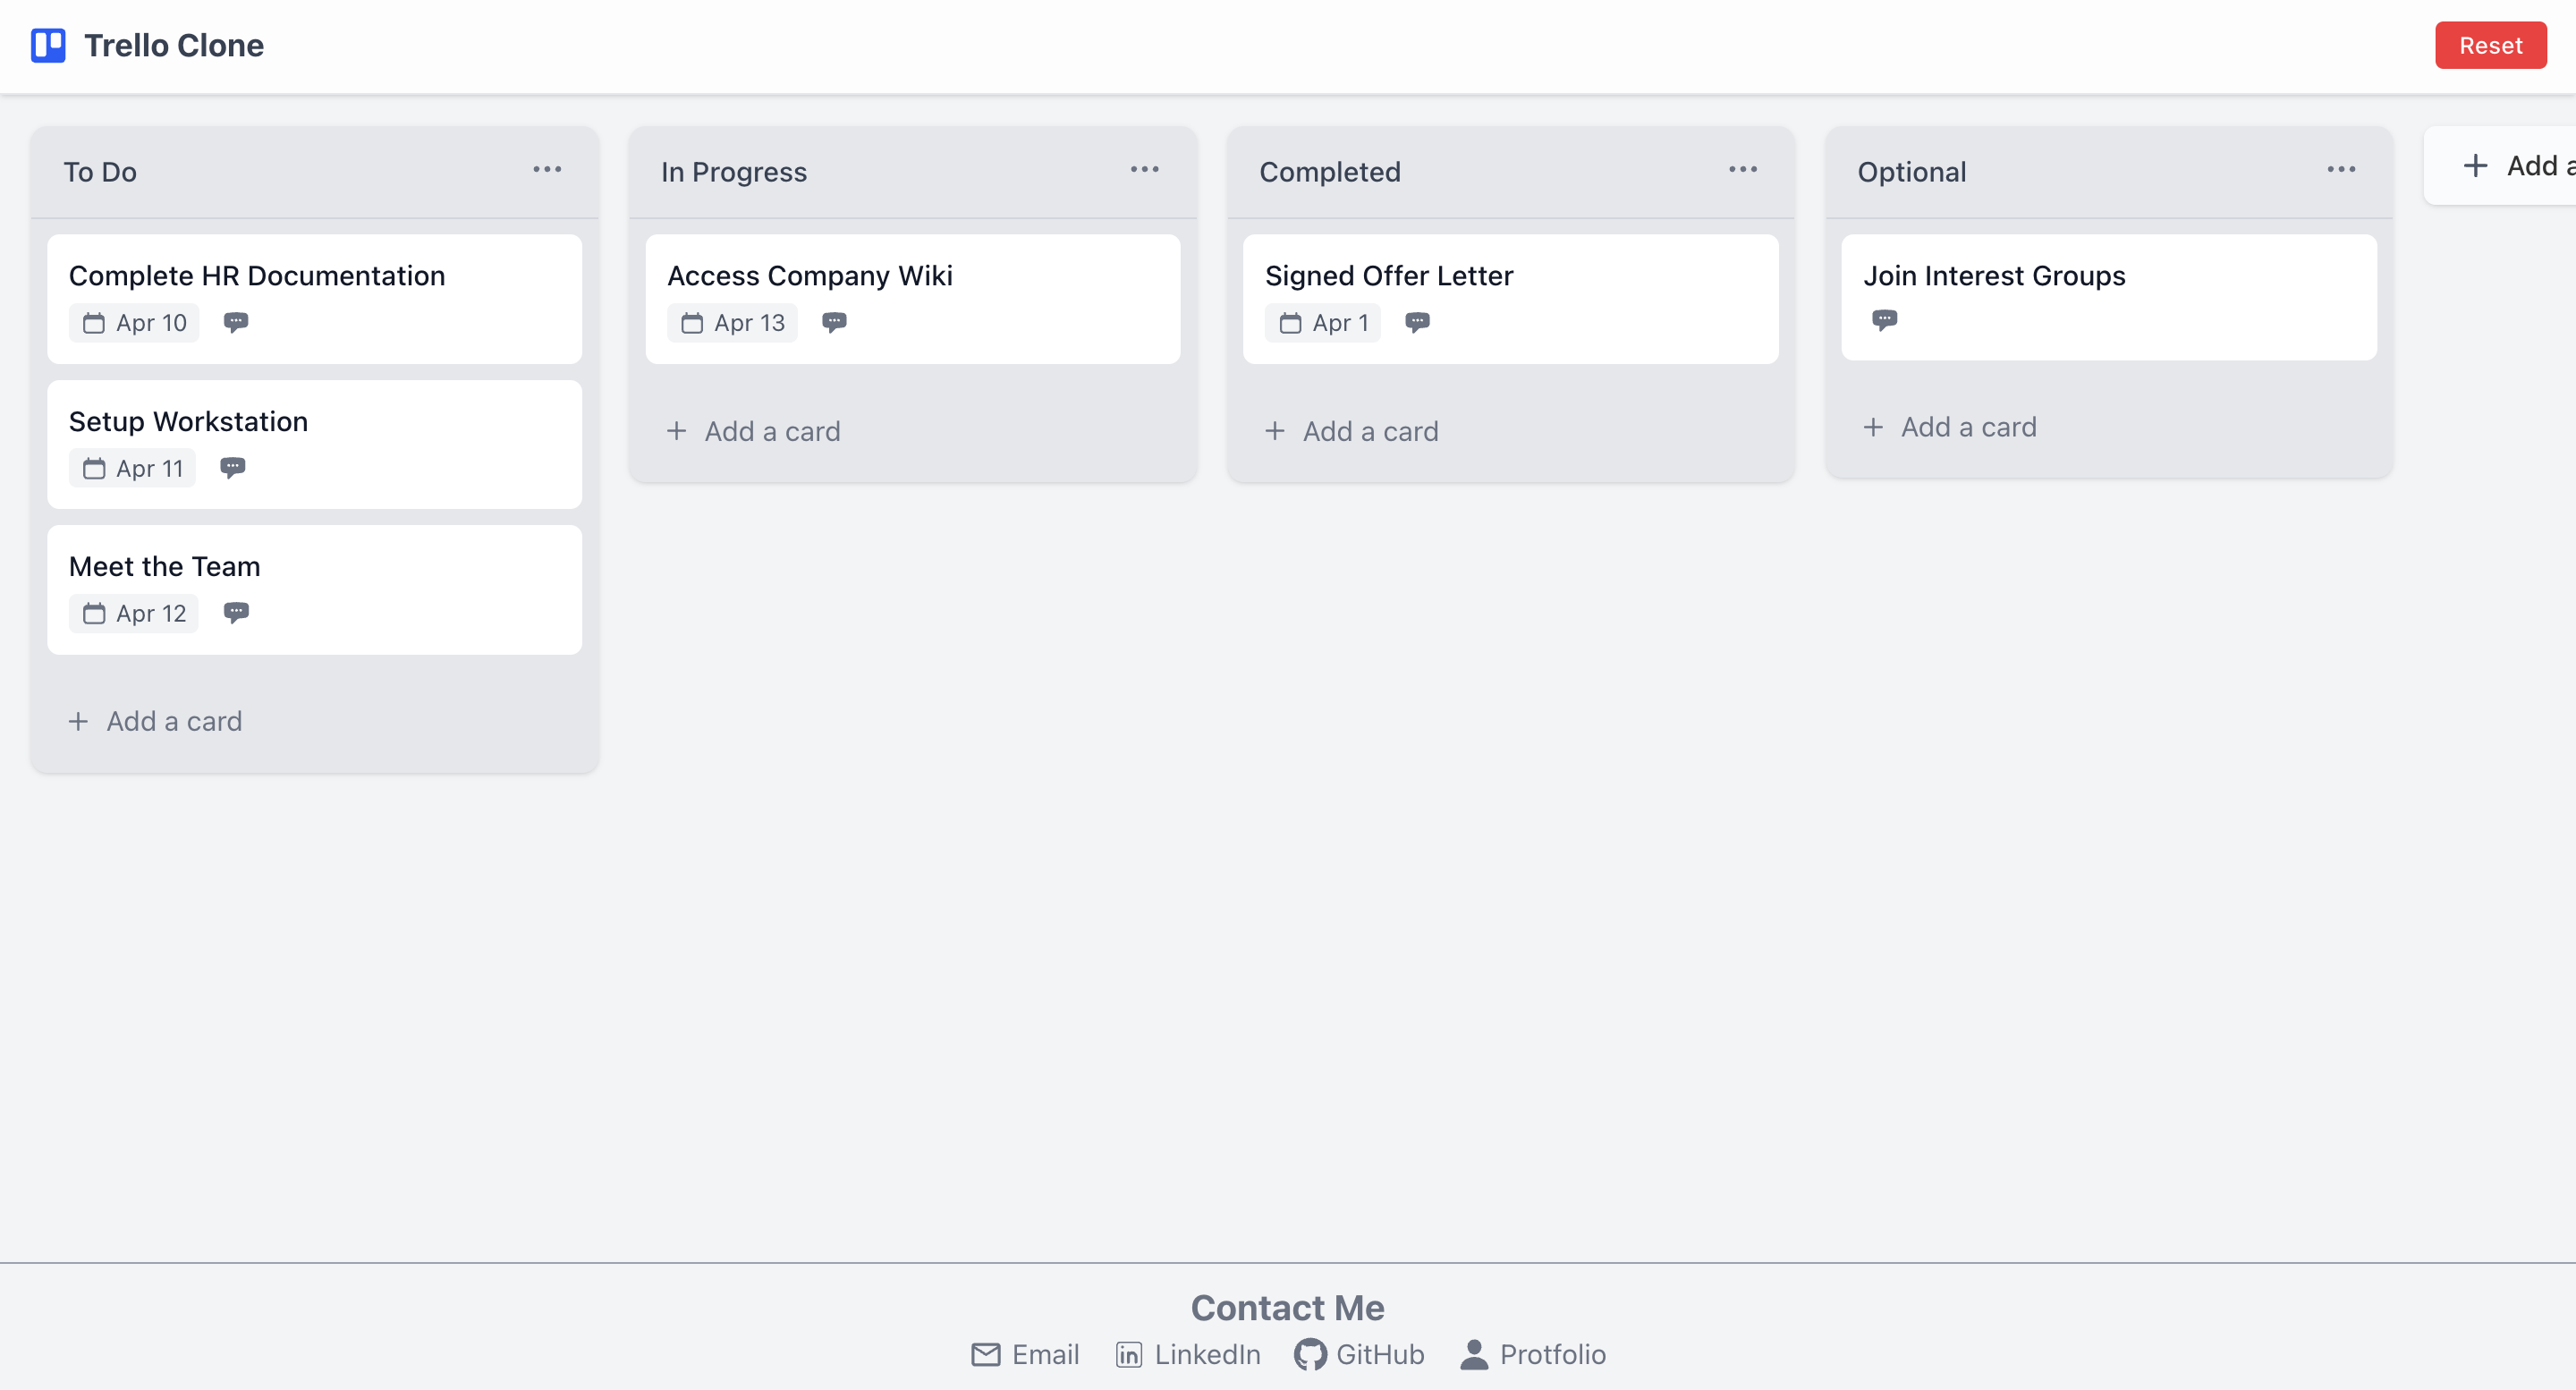 Trello Clone
Reset
To Do
Complete HR Documentation
Apr 10
Setup Workstation
Apr 11
Meet the Team
Apr 12
+ Add a card
In Progress
Access Company Wiki
Apr 13
+ Add a card
Completed
Signed Offer Letter
Apr 1
+ Add a card
Optional
Join Interest Groups
+ Add a card
+ Add a
Contact Me
Email LinkedIn GitHub Protfolio